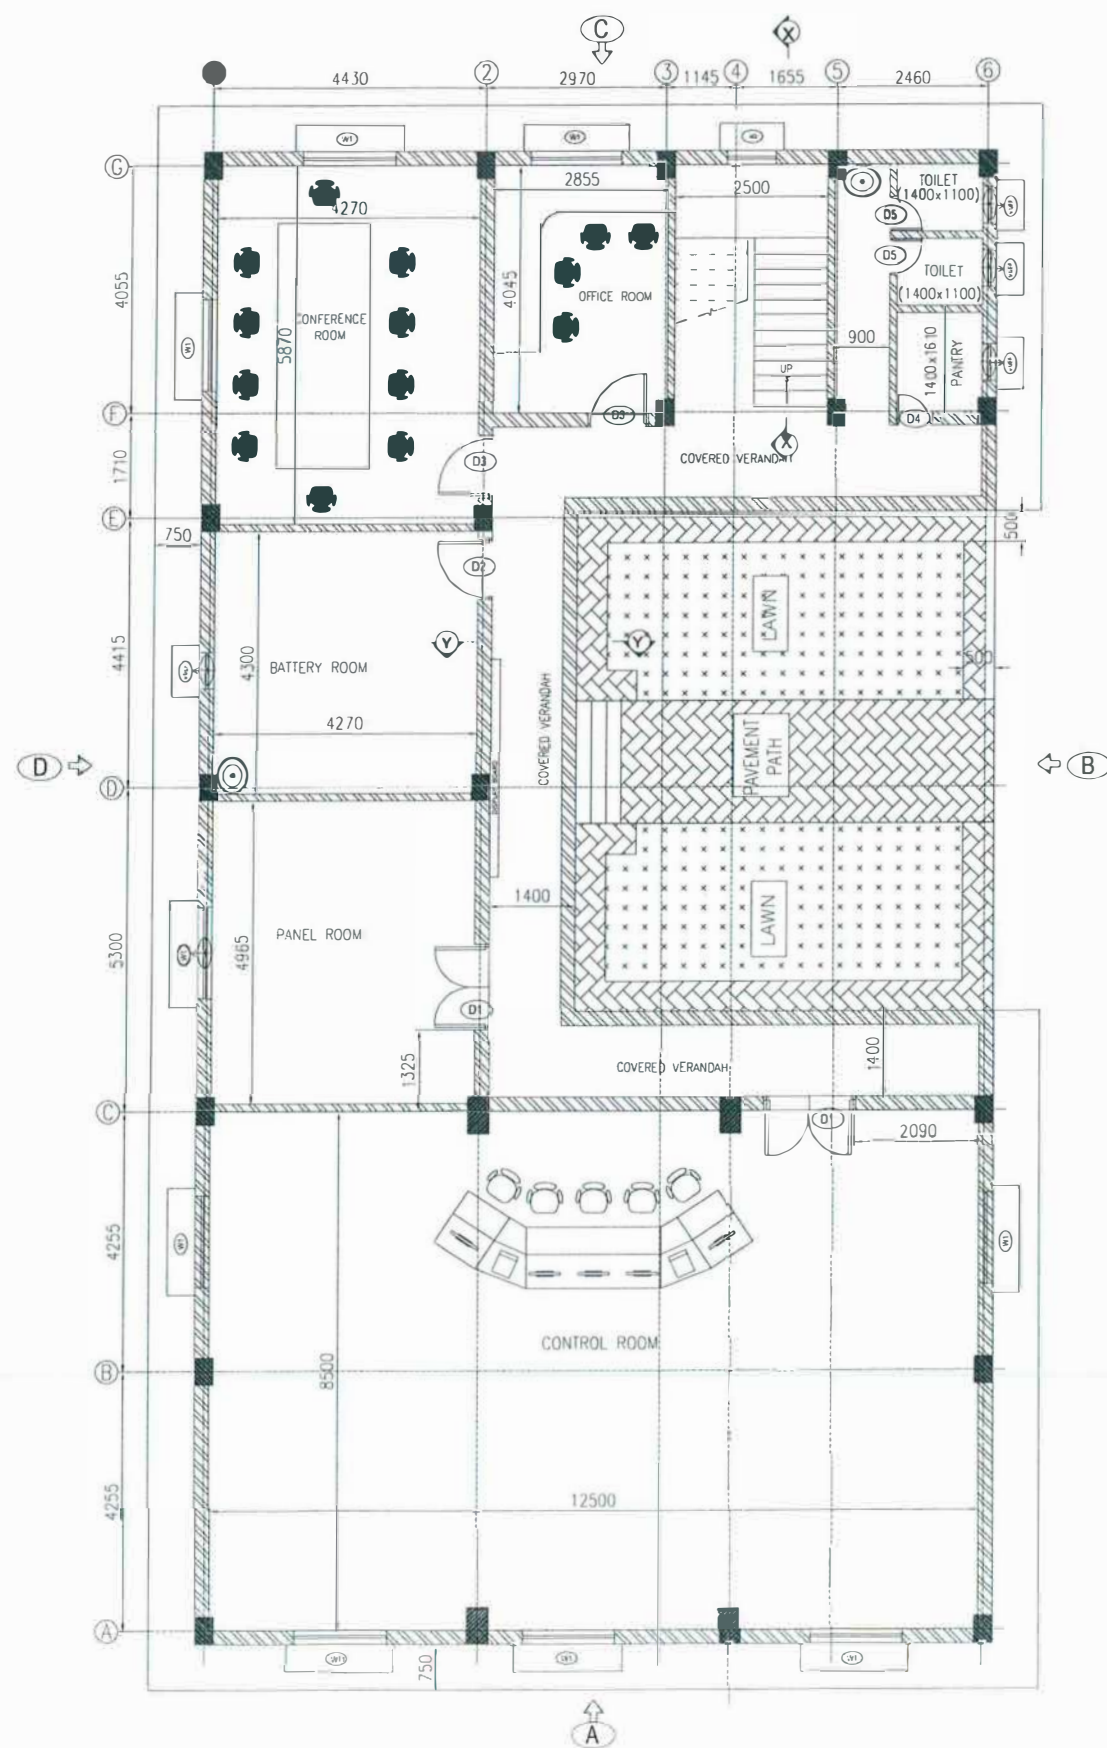 C
X
2
3
4
5
6
4430
2970
1145
1655
2460
W1
W1
G
2855
2500
TOILET
(1400x1100)
4270
D5
D5
TOILET
(1400x1100)
4055
4045
OFFICE ROOM
CONFERENCE
ROOM
5870
W1
900
1400x1610
PANTRY
UP
F
D3
D4
X
1710
D3
COVERED VERANDAH
E
750
500
D2
LAWN
Y
Y
4415
4300
BATTERY ROOM
500
4270
COVERED VERANDAH
PAVEMENT
PATH
D
B
D
1400
LAWN
5300
4965
PANEL ROOM
W1
D1
1325
COVERED VERANDAH
1400
C
D1
2090
4255
W1
W1
CONTROL ROOM
B
8500
4255
12500
A
W1
W1
W1
750
A